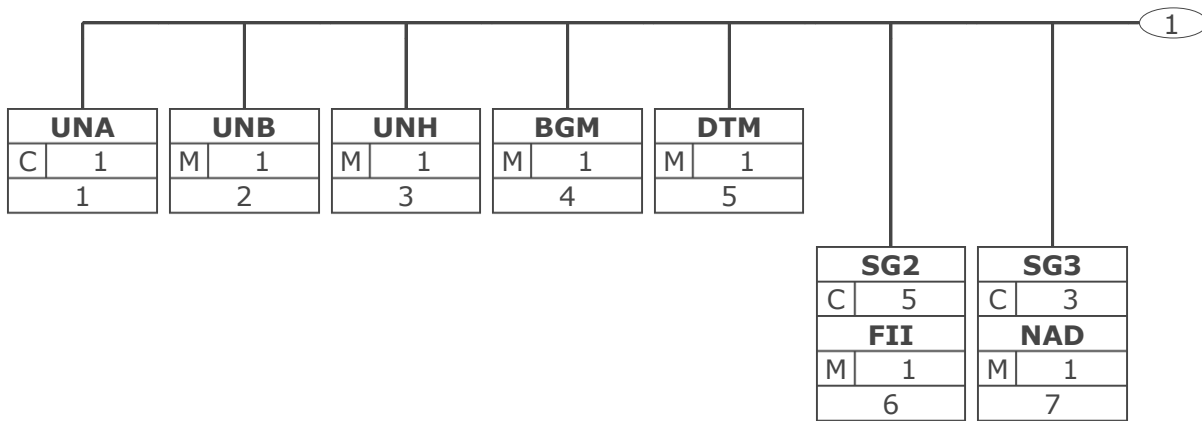 1
UNA UNB UNH BGM DTM
C 1 M 1 M 1 M 1 M 1
1 2 3 4 5
SG2 SG3
C 5 C 3
FII NAD
M 1 M 1
6 7